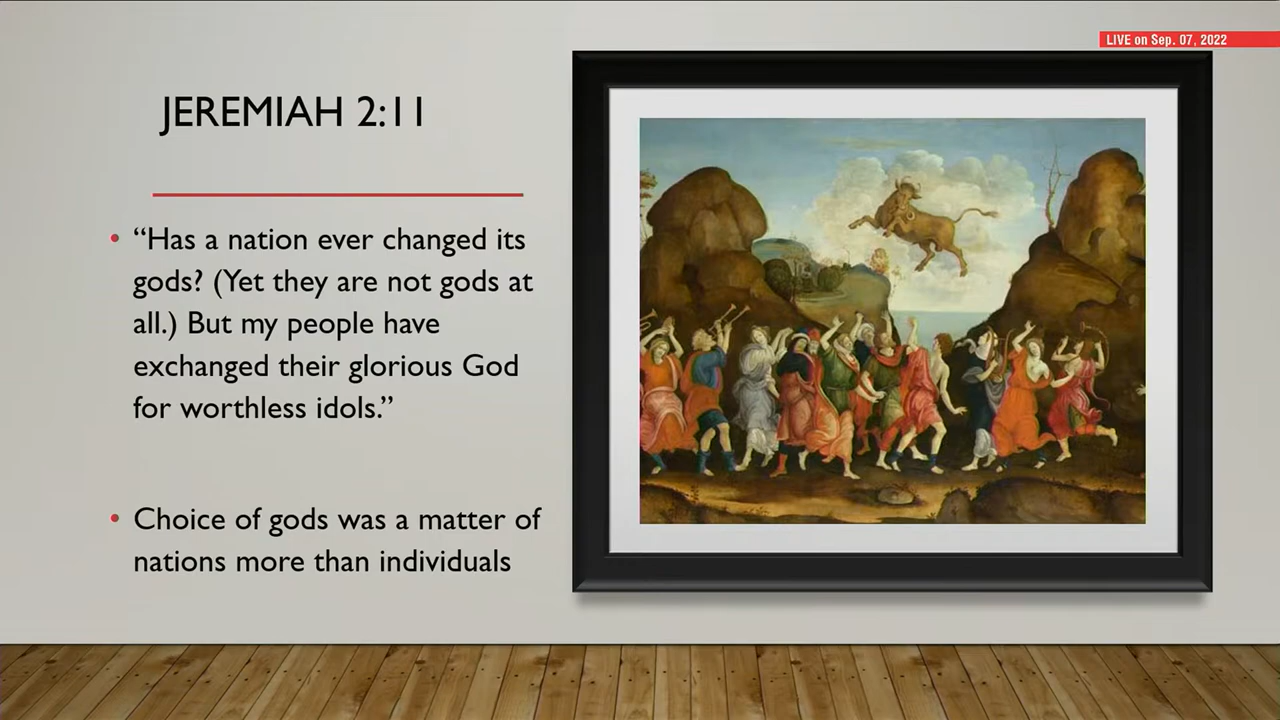 LIVE on Sep. 07, 2022
JEREMIAH 2:11
• “Has a nation ever changed its
gods? (Yet they are not gods at
all.) But my people have
exchanged their glorious God
for worthless idols.”
• Choice of gods was a matter of
nations more than individuals